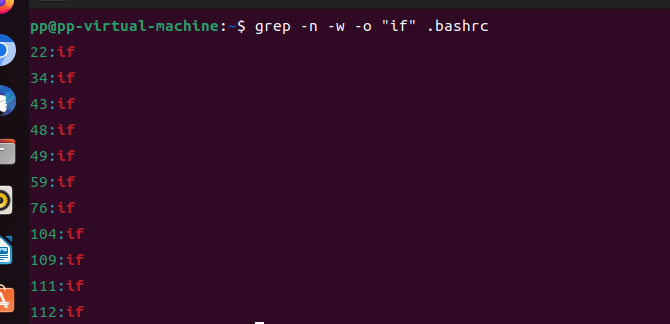 pp@pp-virtual-machine:~$ grep -n -w -o "if" .bashrc
22:if
34:if
43:if
48:if
49:if
59:if
76:if
104:if
109:if
111:if
112:if